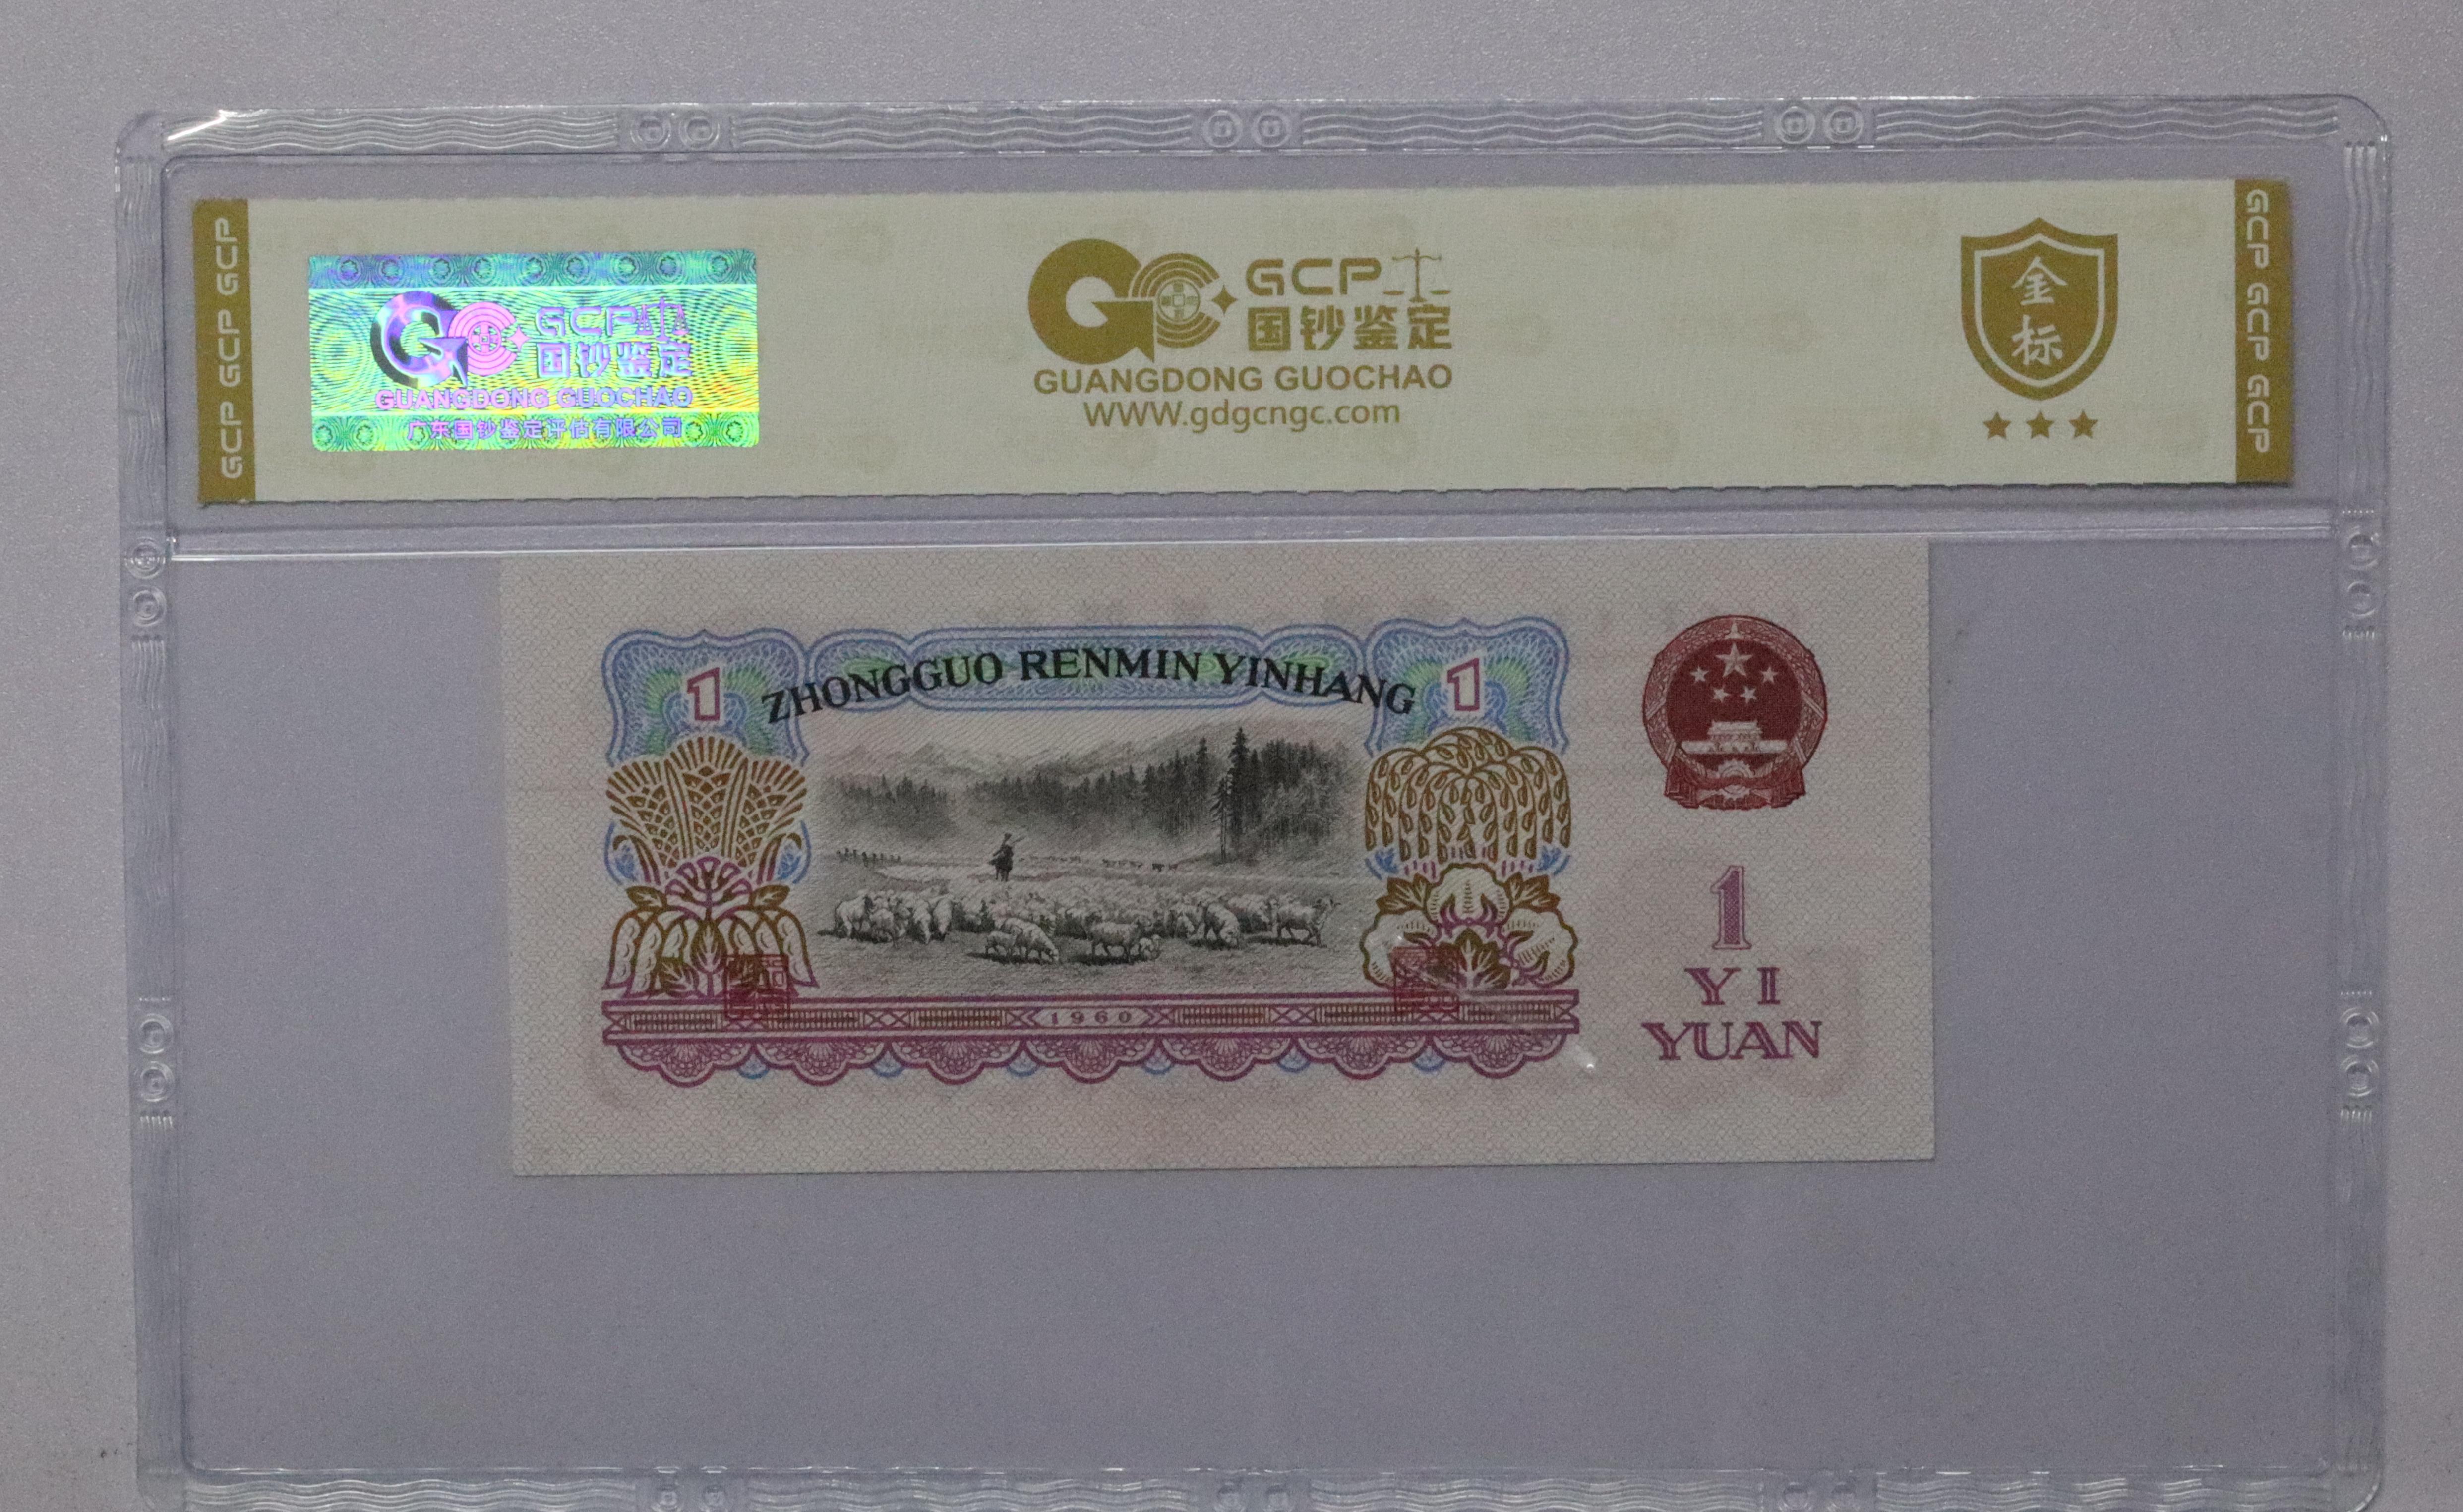 GCP GCP GCP
GCP
国钞鉴定
GUANGDONG GUOCHAO
广东国钞鉴定评估有限公司
GCP
国钞鉴定
GUANGDONG GUOCHAO
WWW.gdgcngc.com
金
标
GCP GCP GCP
1
ZHONGGUO RENMIN YINHANG
1
1960
1
YI
YUAN